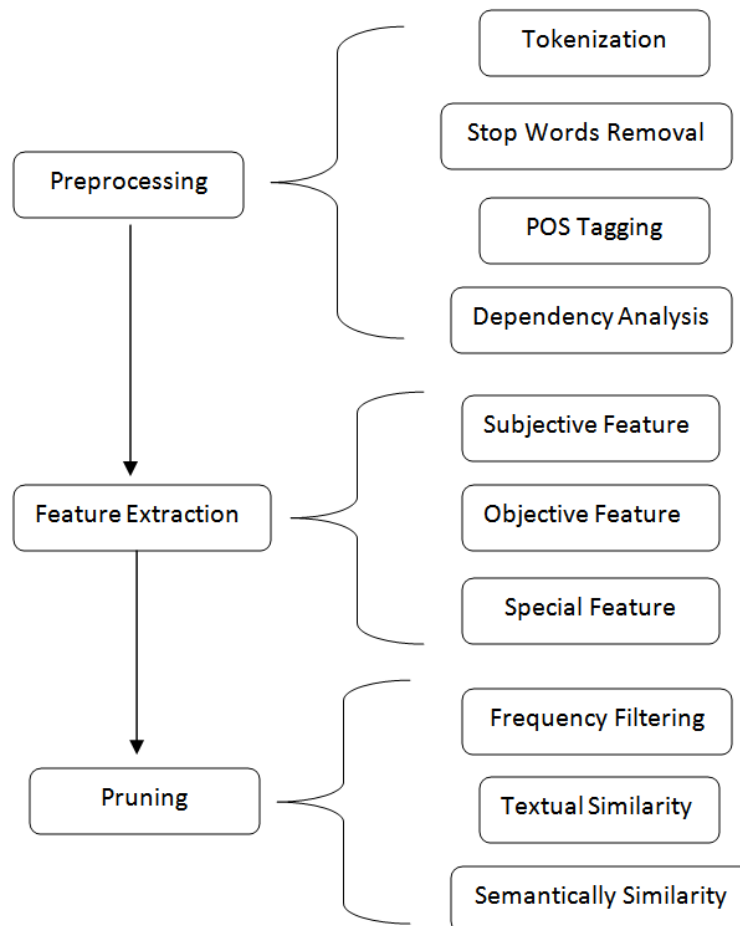 Tokenization
Stop Words Removal
Preprocessing
POS Tagging
Dependency Analysis
Subjective Feature
Feature Extraction
Objective Feature
Special Feature
Frequency Filtering
Pruning
Textual Similarity
Semantically Similarity